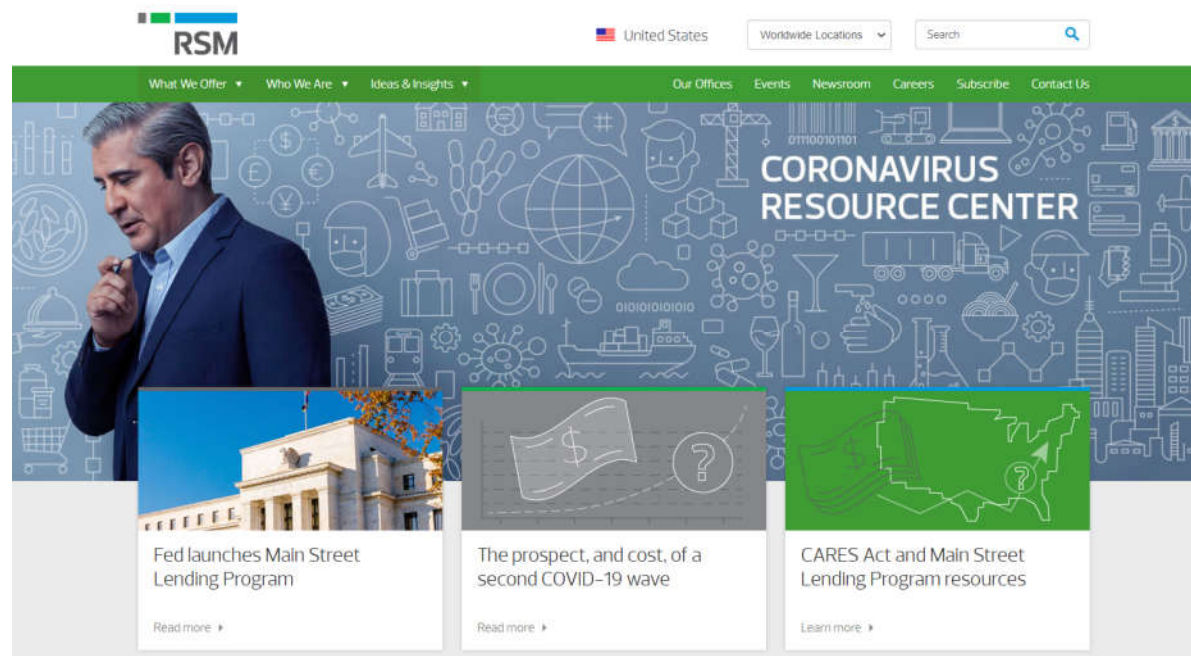 RSM
United States
Worldwide Locations
Search
What We Offer
Who We Are
Ideas & Insights
Our Offices
Events
Newsroom
Careers
Subscribe
Contact Us
011100101101
CORONAVIRUS
RESOURCE CENTER
010101010101
Fed launches Main Street
Lending Program
Read more
The prospect, and cost, of a
second COVID-19 wave
Read more
CARES Act and Main Street
Lending Program resources
Learn more